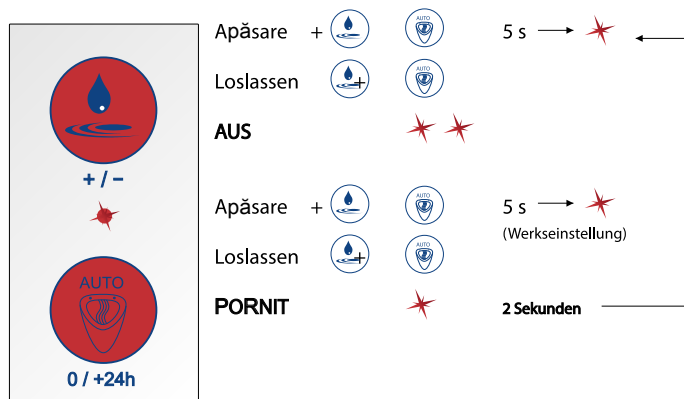 Apăsare + AUTO 5 s
Loslassen + AUTO
AUS
+ / −
Apăsare + AUTO 5 s
(Werkseinstellung)
Loslassen + AUTO
AUTO
PORNIT 2 Sekunden
0 / +24h